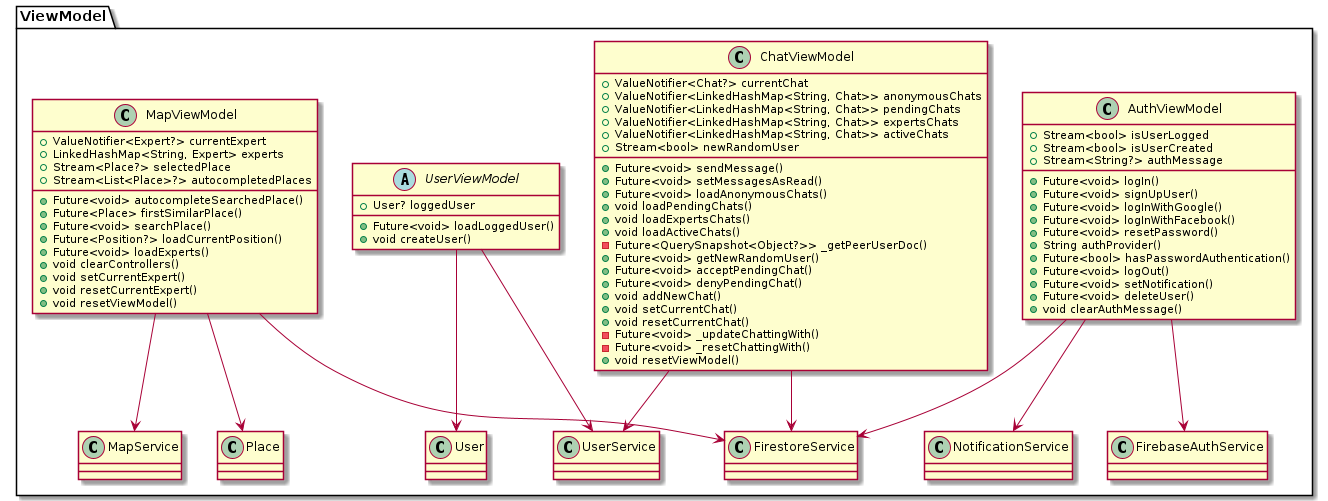 ViewModel
C MapViewModel
ValueNotifier<Expert?> currentExpert
LinkedHashMap<String, Expert> experts
Stream<Place?> selectedPlace
Stream<List<Place>?> autocompletedPlaces
Future<void> autocompleteSearchedPlace()
Future<Place> firstSimilarPlace()
Future<void> searchPlace()
Future<Position?> loadCurrentPosition()
Future<void> loadExperts()
void clearControllers()
void setCurrentExpert()
void resetCurrentExpert()
void resetViewModel()
A UserViewModel
User? loggedUser
Future<void> loadLoggedUser()
void createUser()
C ChatViewModel
ValueNotifier<Chat?> currentChat
ValueNotifier<LinkedHashMap<String, Chat>> anonymousChats
ValueNotifier<LinkedHashMap<String, Chat>> pendingChats
ValueNotifier<LinkedHashMap<String, Chat>> expertsChats
ValueNotifier<LinkedHashMap<String, Chat>> activeChats
Stream<bool> newRandomUser
Future<void> sendMessage()
Future<void> setMessagesAsRead()
Future<void> loadAnonymousChats()
void loadPendingChats()
void loadExpertsChats()
void loadActiveChats()
Future<QuerySnapshot<Object?>> _getPeerUserDoc()
Future<void> getNewRandomUser()
Future<void> acceptPendingChat()
Future<void> denyPendingChat()
void addNewChat()
void setCurrentChat()
void resetCurrentChat()
Future<void> _updateChattingWith()
Future<void> _resetChattingWith()
void resetViewModel()
C AuthViewModel
Stream<bool> isUserLogged
Stream<bool> isUserCreated
Stream<String?> authMessage
Future<void> logIn()
Future<void> signUpUser()
Future<void> logInWithGoogle()
Future<void> logInWithFacebook()
Future<void> resetPassword()
String authProvider()
Future<bool> hasPasswordAuthentication()
Future<void> logOut()
Future<void> setNotification()
Future<void> deleteUser()
void clearAuthMessage()
C MapService
C Place
C User
C UserService
C FirestoreService
C NotificationService
C FirebaseAuthService